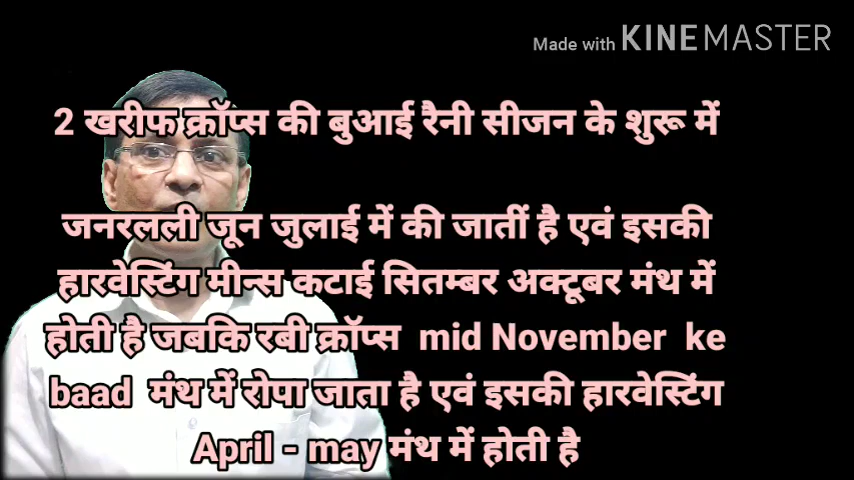 Made with KINEMASTER
2 खरीफ क्रॉप्स की बुआई रैनी सीजन के शुरू में
जनरलली जून जुलाई में की जातीं है एवं इसकी
हारवेस्टिंग मीन्स कटाई सितम्बर अक्टूबर मंथ में
होती है जबकि रबी क्रॉप्स mid November ke
baad मंथ में रोपा जाता है एवं इसकी हारवेस्टिंग
April - may मंथ में होती है